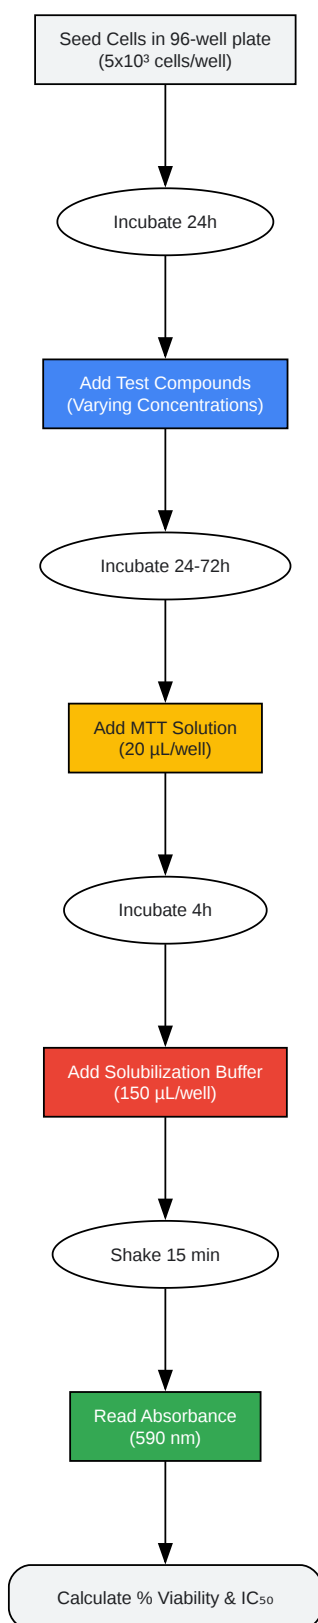 Seed Cells in 96-well plate
(5x10³ cells/well)
Incubate 24h
Add Test Compounds
(Varying Concentrations)
Incubate 24-72h
Add MTT Solution
(20 µL/well)
Incubate 4h
Add Solubilization Buffer
(150 µL/well)
Shake 15 min
Read Absorbance
(590 nm)
Calculate % Viability & IC₅₀